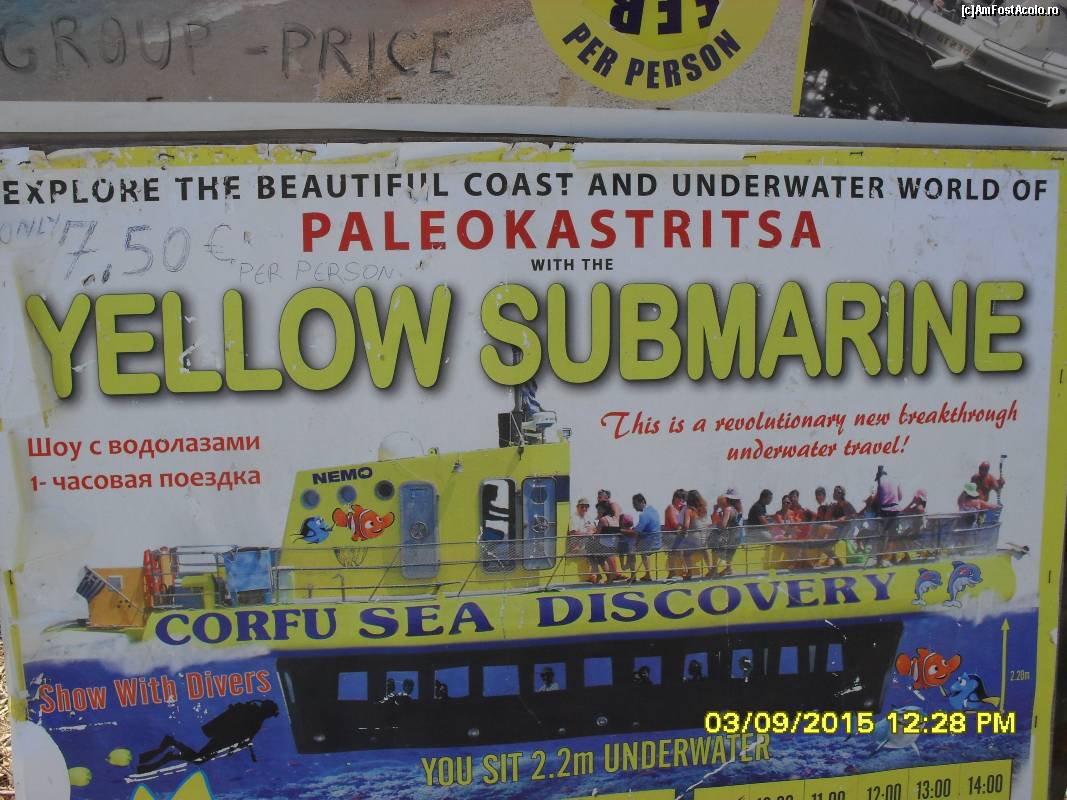 [c]AmFostAcolo.ro
GROUP - PRICE
PER PERSON
EXPLORE THE BEAUTIFUL COAST AND UNDERWATER WORLD OF
ONLY 7,50 €
PALEOKASTRITSA
PER PERSON
WITH THE
YELLOW SUBMARINE
This is a revolutionary new breakthrough
underwater travel!
Шоу с водолазами
1- часовая поездка
NEMO
CORFU SEA DISCOVERY
Show With Divers
2.20m
03/09/2015 12:28 PM
YOU SIT 2.2m UNDERWATER
11:00 12:00 13:00 14:00